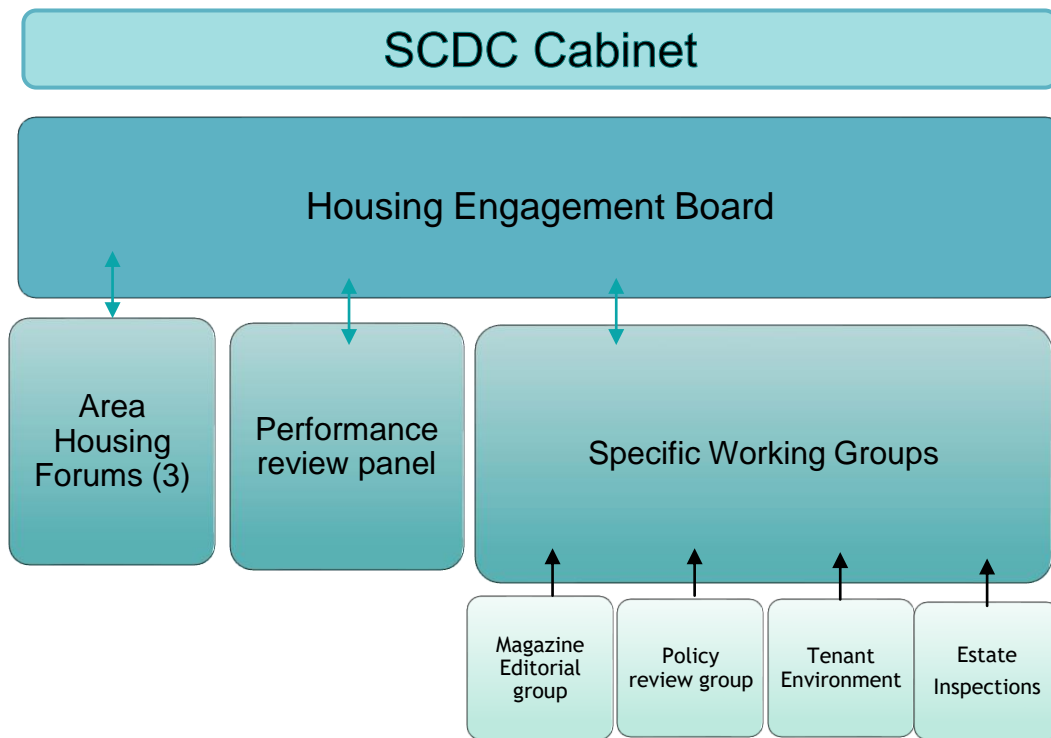 SCDC Cabinet
Housing Engagement Board
Area
Housing
Forums (3)
Performance
review panel
Specific Working Groups
Magazine
Editorial
group
Policy
review group
Tenant
Environment
Estate
Inspections